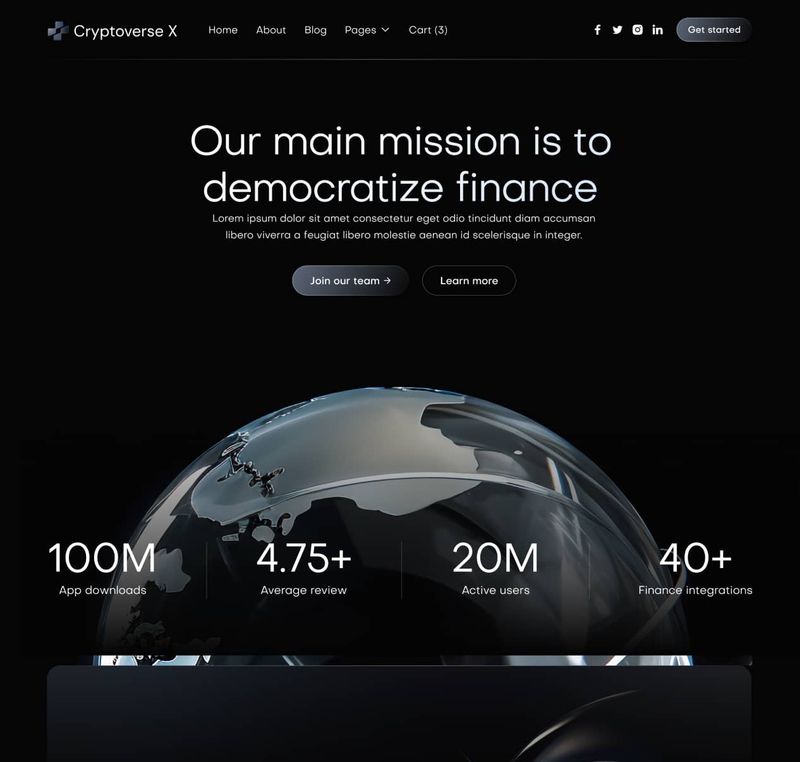 Cryptoverse X
Home About Blog Pages Cart (3)
Get started
Our main mission is to
democratize finance
Lorem ipsum dolor sit amet consectetur eget odio tincidunt diam accumsan
libero viverra a feugiat libero molestie aenean id scelerisque in integer.
Join our team → Learn more
100M 4.75+ 20M 40+
App downloads Average review Active users Finance integrations